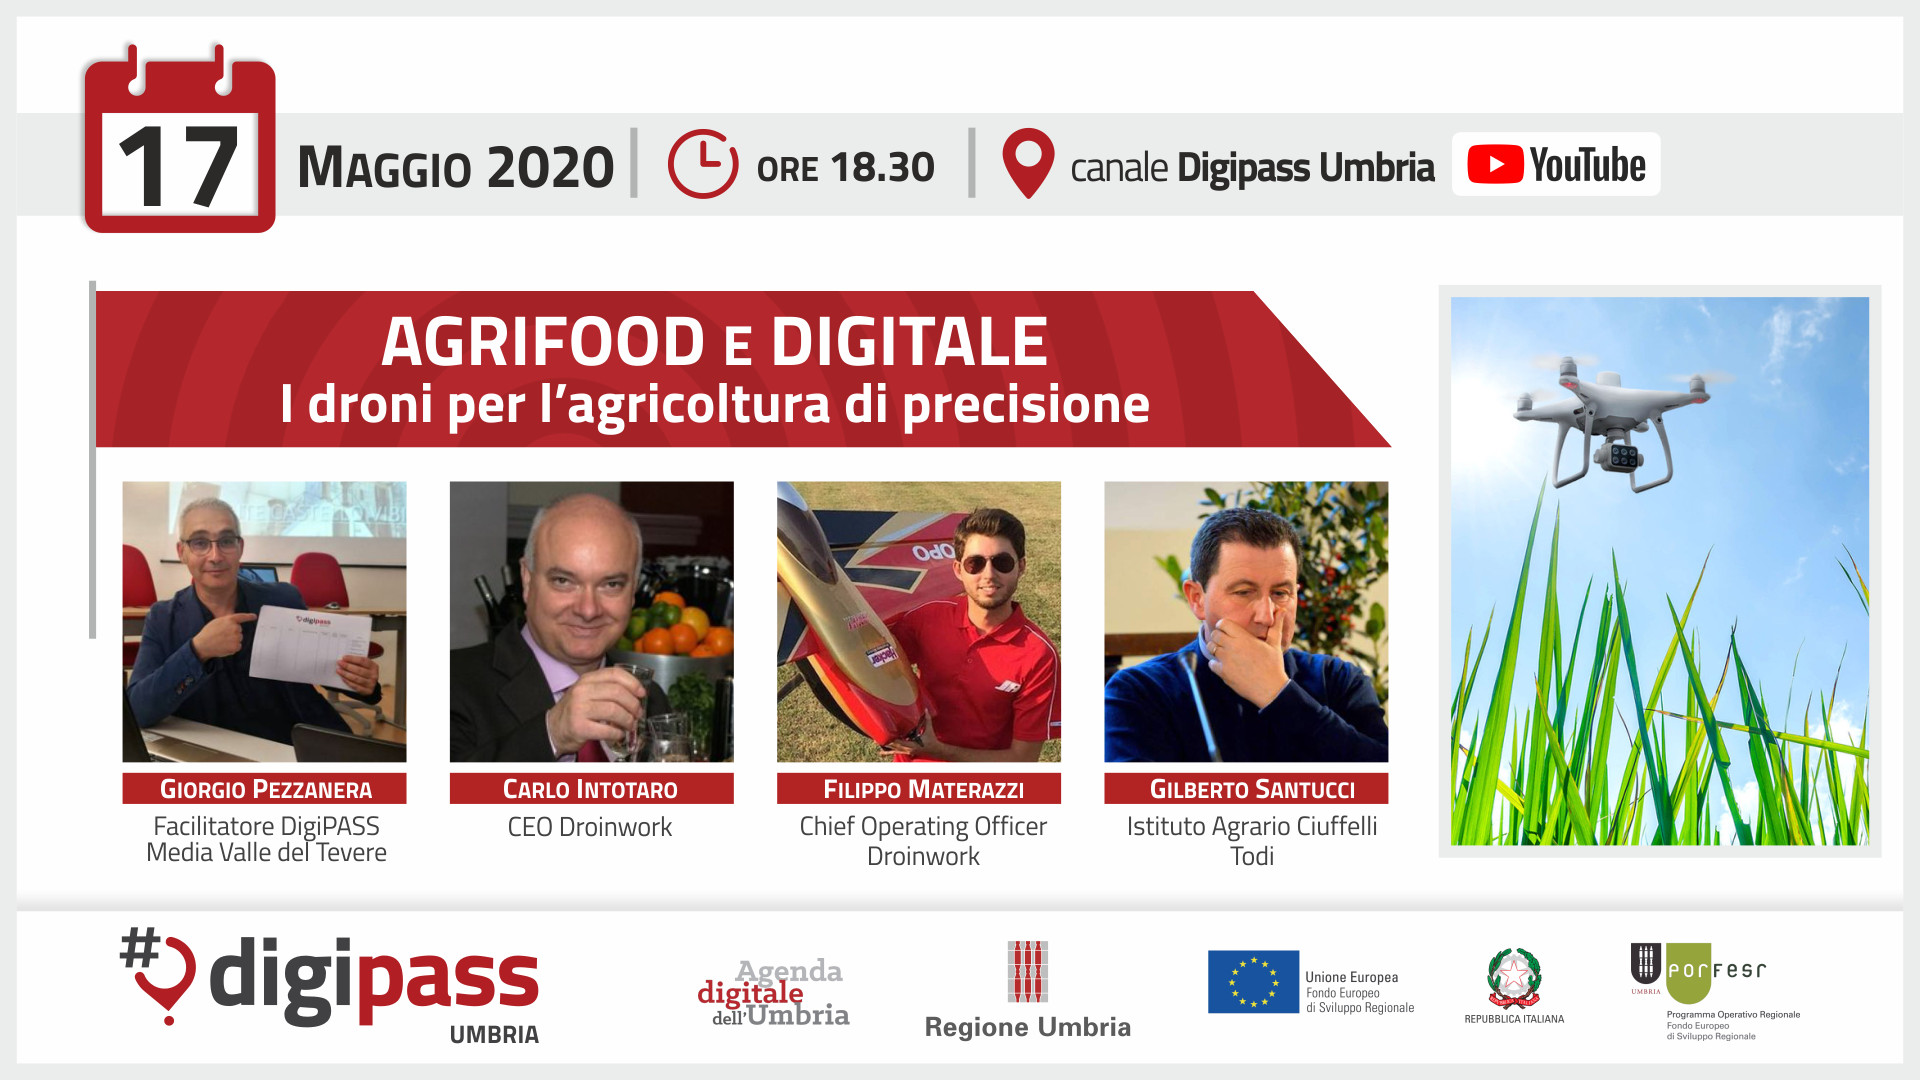 17
MAGGIO 2020
ORE 18.30
canale Digipass Umbria
YouTube
AGRIFOOD E DIGITALE
I droni per l'agricoltura di precisione
digipass
GIORGIO PEZZANERA
Facilitatore DigiPASS
Media Valle del Tevere
CARLO INTOTARO
CEO Droinwork
FILIPPO MATERAZZI
Chief Operating Officer
Droinwork
GILBERTO SANTUCCI
Istituto Agrario Ciuffelli
Todi
#digipass
UMBRIA
Agenda
digitale
dell'Umbria
Regione Umbria
Unione Europea
Fondo Europeo
di Sviluppo Regionale
REPUBBLICA ITALIANA
UMBRIA
porFesr
Programma Operativo Regionale
Fondo Europeo
di Sviluppo Regionale